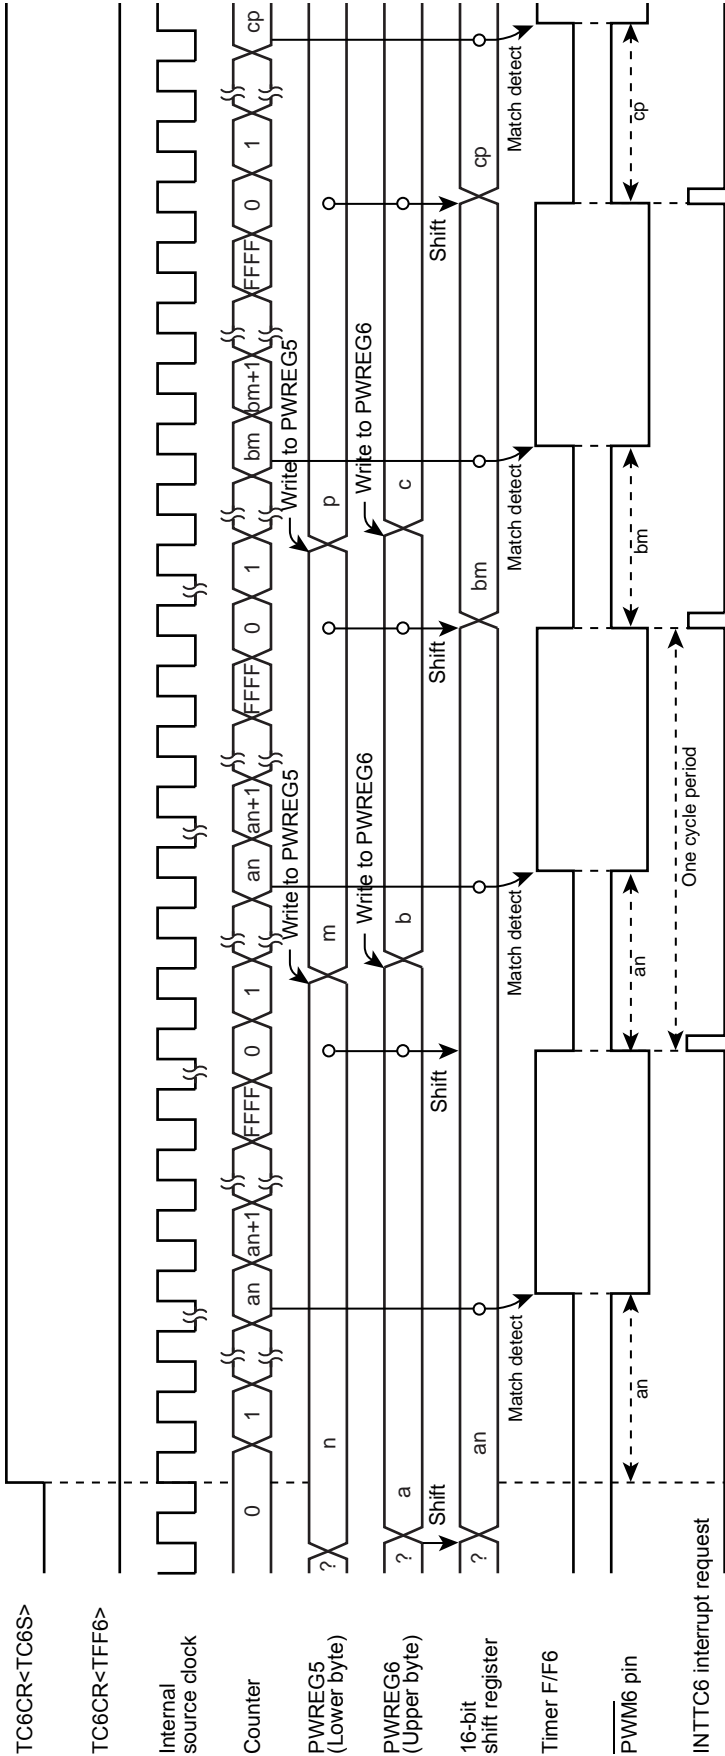 TC6CR<TC6S>
TC6CR<TFF6>
Internal
source clock
Counter
0 1 an an+1 FFFF 0 1 an an+1 FFFF 0 1 bm bm+1 FFFF 0 1 cp
Write to PWREG5
Write to PWREG5
PWREG5
(Lower byte)
? n m p
Write to PWREG6
Write to PWREG6
PWREG6
(Upper byte)
? a b c
Shift
Shift
Shift
Shift
16-bit
shift register
? an bm cp
Match detect
Match detect
Match detect
Match detect
Timer F/F6
PWM6 pin
an an bm cp
One cycle period
INTTC6 interrupt request